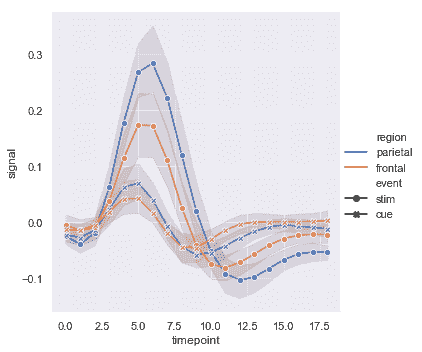 0.3
0.2
0.1
0.0
−0.1
signal
0.0 2.5 5.0 7.5 10.0 12.5 15.0 17.5
timepoint
region
parietal
frontal
event
stim
cue